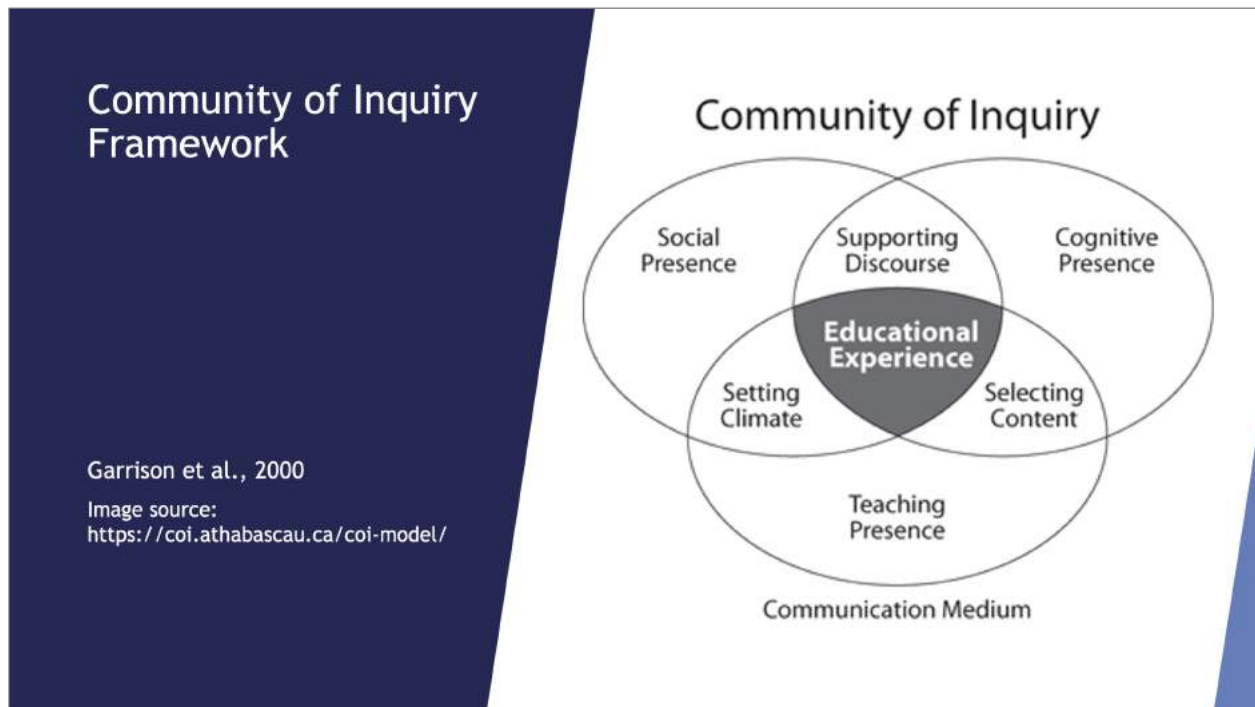 Community of Inquiry
Framework
Garrison et al., 2000
Image source:
https://coi.athabascau.ca/coi-model/
Community of Inquiry
Social
Presence
Supporting
Discourse
Cognitive
Presence
Educational
Experience
Setting
Climate
Selecting
Content
Teaching
Presence
Communication Medium